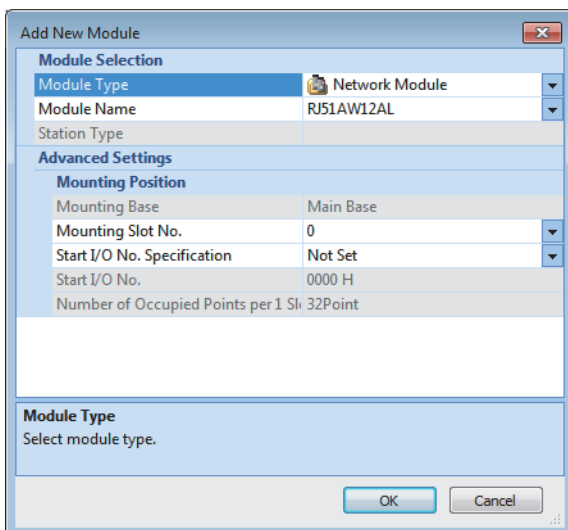 Add New Module
Module Selection
Module Type Network Module
Module Name RJ51AW12AL
Station Type
Advanced Settings
Mounting Position
Mounting Base Main Base
Mounting Slot No. 0
Start I/O No. Specification Not Set
Start I/O No. 0000 H
Number of Occupied Points per 1 Sl 32Point
Module Type
Select module type.
OK Cancel